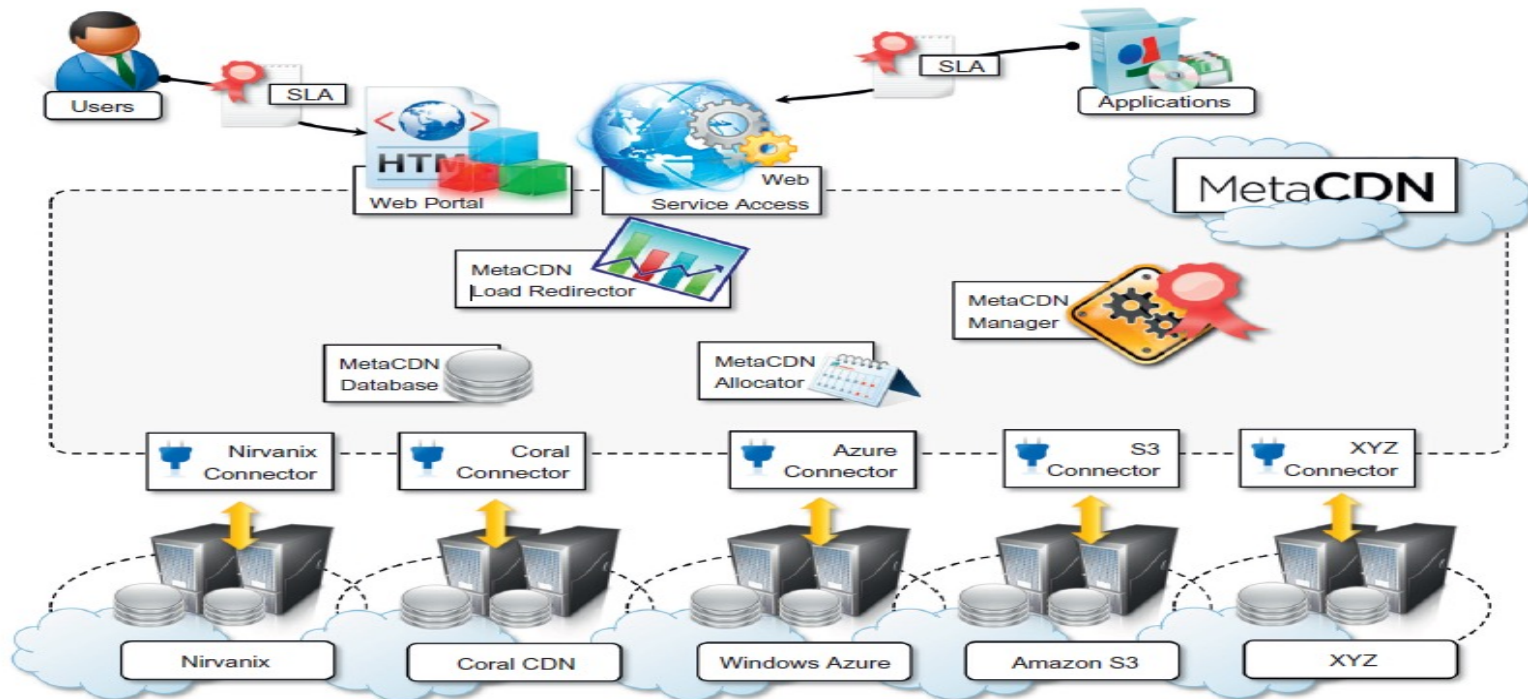 Users
SLA
SLA
Applications
HTM
Web Portal
Web
Service Access
MetaCDN
MetaCDN
Load Redirector
MetaCDN
Manager
MetaCDN
Database
MetaCDN
Allocator
Nirvanix
Connector
Coral
Connector
Azure
Connector
S3
Connector
XYZ
Connector
Nirvanix
Coral CDN
Windows Azure
Amazon S3
XYZ